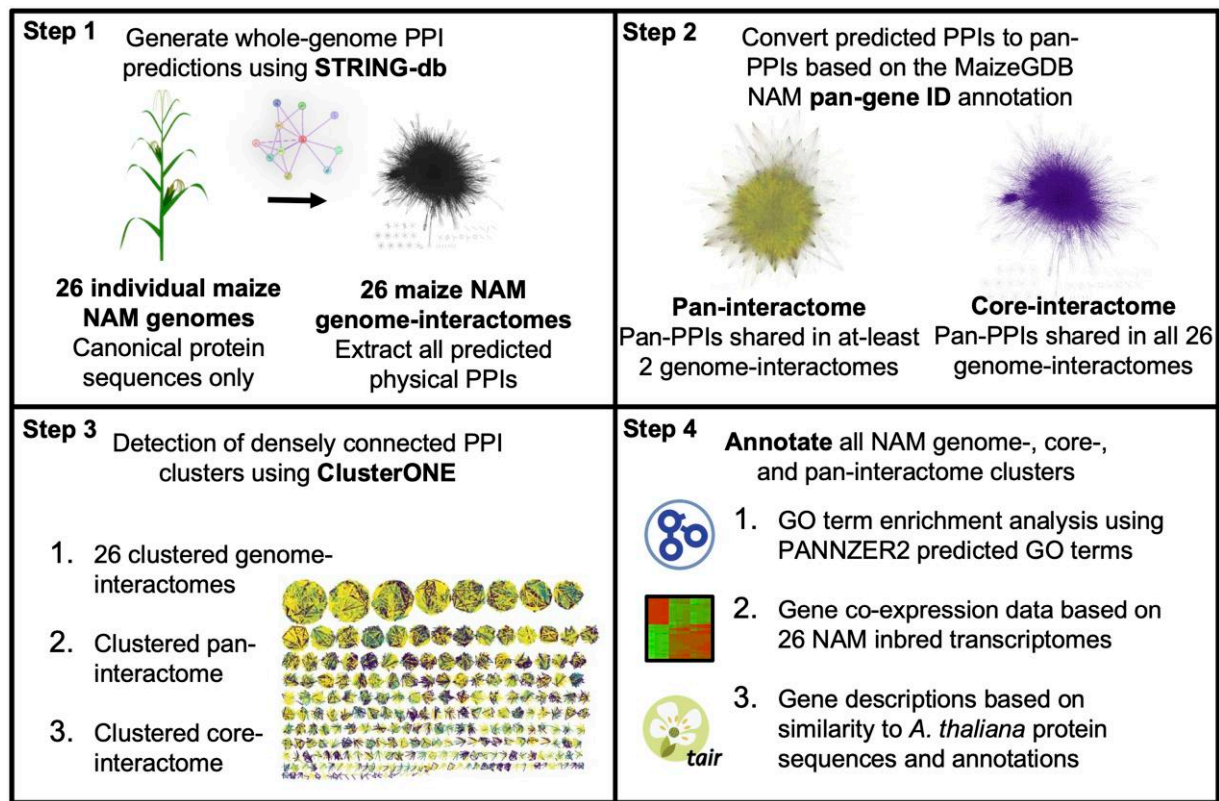 Step 1
Generate whole-genome PPI
predictions using STRING-db
26 individual maize
NAM genomes
Canonical protein
sequences only
26 maize NAM
genome-interactomes
Extract all predicted
physical PPIs
Step 2
Convert predicted PPIs to pan-
PPIs based on the MaizeGDB
NAM pan-gene ID annotation
Pan-interactome
Pan-PPIs shared in at-least
2 genome-interactomes
Core-interactome
Pan-PPIs shared in all 26
genome-interactomes
Step 3
Detection of densely connected PPI
clusters using ClusterONE
1. 26 clustered genome-
interactomes
2. Clustered pan-
interactome
3. Clustered core-
interactome
Step 4
Annotate all NAM genome-, core-,
and pan-interactome clusters
1. GO term enrichment analysis using
PANNZER2 predicted GO terms
2. Gene co-expression data based on
26 NAM inbred transcriptomes
3. Gene descriptions based on
similarity to A. thaliana protein
sequences and annotations
tair